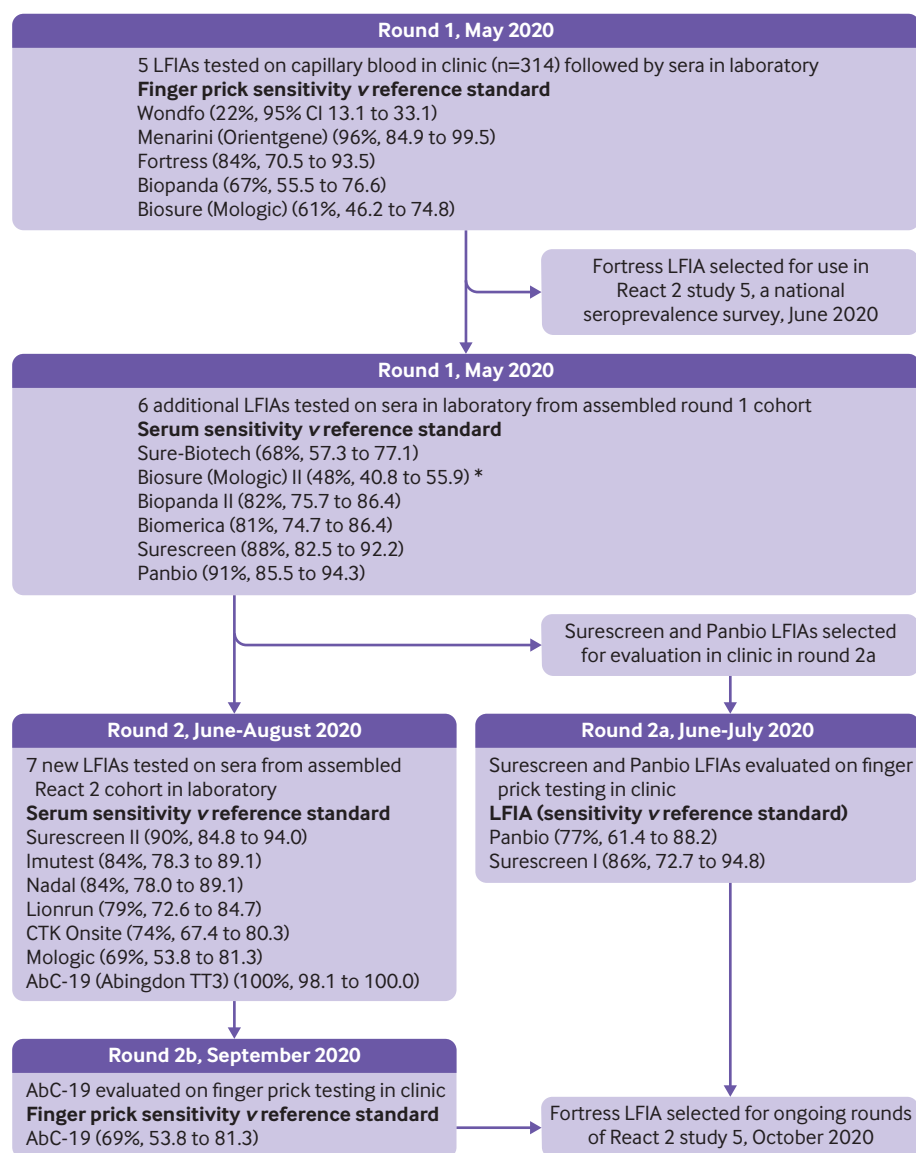 Round 1, May 2020
5 LFIAs tested on capillary blood in clinic (n=314) followed by sera in laboratory
Finger prick sensitivity v reference standard
Wondfo (22%, 95% CI 13.1 to 33.1)
Menarini (Orientgene) (96%, 84.9 to 99.5)
Fortress (84%, 70.5 to 93.5)
Biopanda (67%, 55.5 to 76.6)
Biosure (Mologic) (61%, 46.2 to 74.8)
Fortress LFIA selected for use in
React 2 study 5, a national
seroprevalence survey, June 2020
Round 1, May 2020
6 additional LFIAs tested on sera in laboratory from assembled round 1 cohort
Serum sensitivity v reference standard
Sure-Biotech (68%, 57.3 to 77.1)
Biosure (Mologic) II (48%, 40.8 to 55.9) *
Biopanda II (82%, 75.7 to 86.4)
Biomerica (81%, 74.7 to 86.4)
Surescreen (88%, 82.5 to 92.2)
Panbio (91%, 85.5 to 94.3)
Surescreen and Panbio LFIAs selected
for evaluation in clinic in round 2a
Round 2, June-August 2020
7 new LFIAs tested on sera from assembled
React 2 cohort in laboratory
Serum sensitivity v reference standard
Surescreen II (90%, 84.8 to 94.0)
Imutest (84%, 78.3 to 89.1)
Nadal (84%, 78.0 to 89.1)
Lionrun (79%, 72.6 to 84.7)
CTK Onsite (74%, 67.4 to 80.3)
Mologic (69%, 53.8 to 81.3)
AbC-19 (Abingdon TT3) (100%, 98.1 to 100.0)
Round 2a, June-July 2020
Surescreen and Panbio LFIAs evaluated on finger
prick testing in clinic
LFIA (sensitivity v reference standard)
Panbio (77%, 61.4 to 88.2)
Surescreen I (86%, 72.7 to 94.8)
Round 2b, September 2020
AbC-19 evaluated on finger prick testing in clinic
Finger prick sensitivity v reference standard
AbC-19 (69%, 53.8 to 81.3)
Fortress LFIA selected for ongoing rounds
of React 2 study 5, October 2020